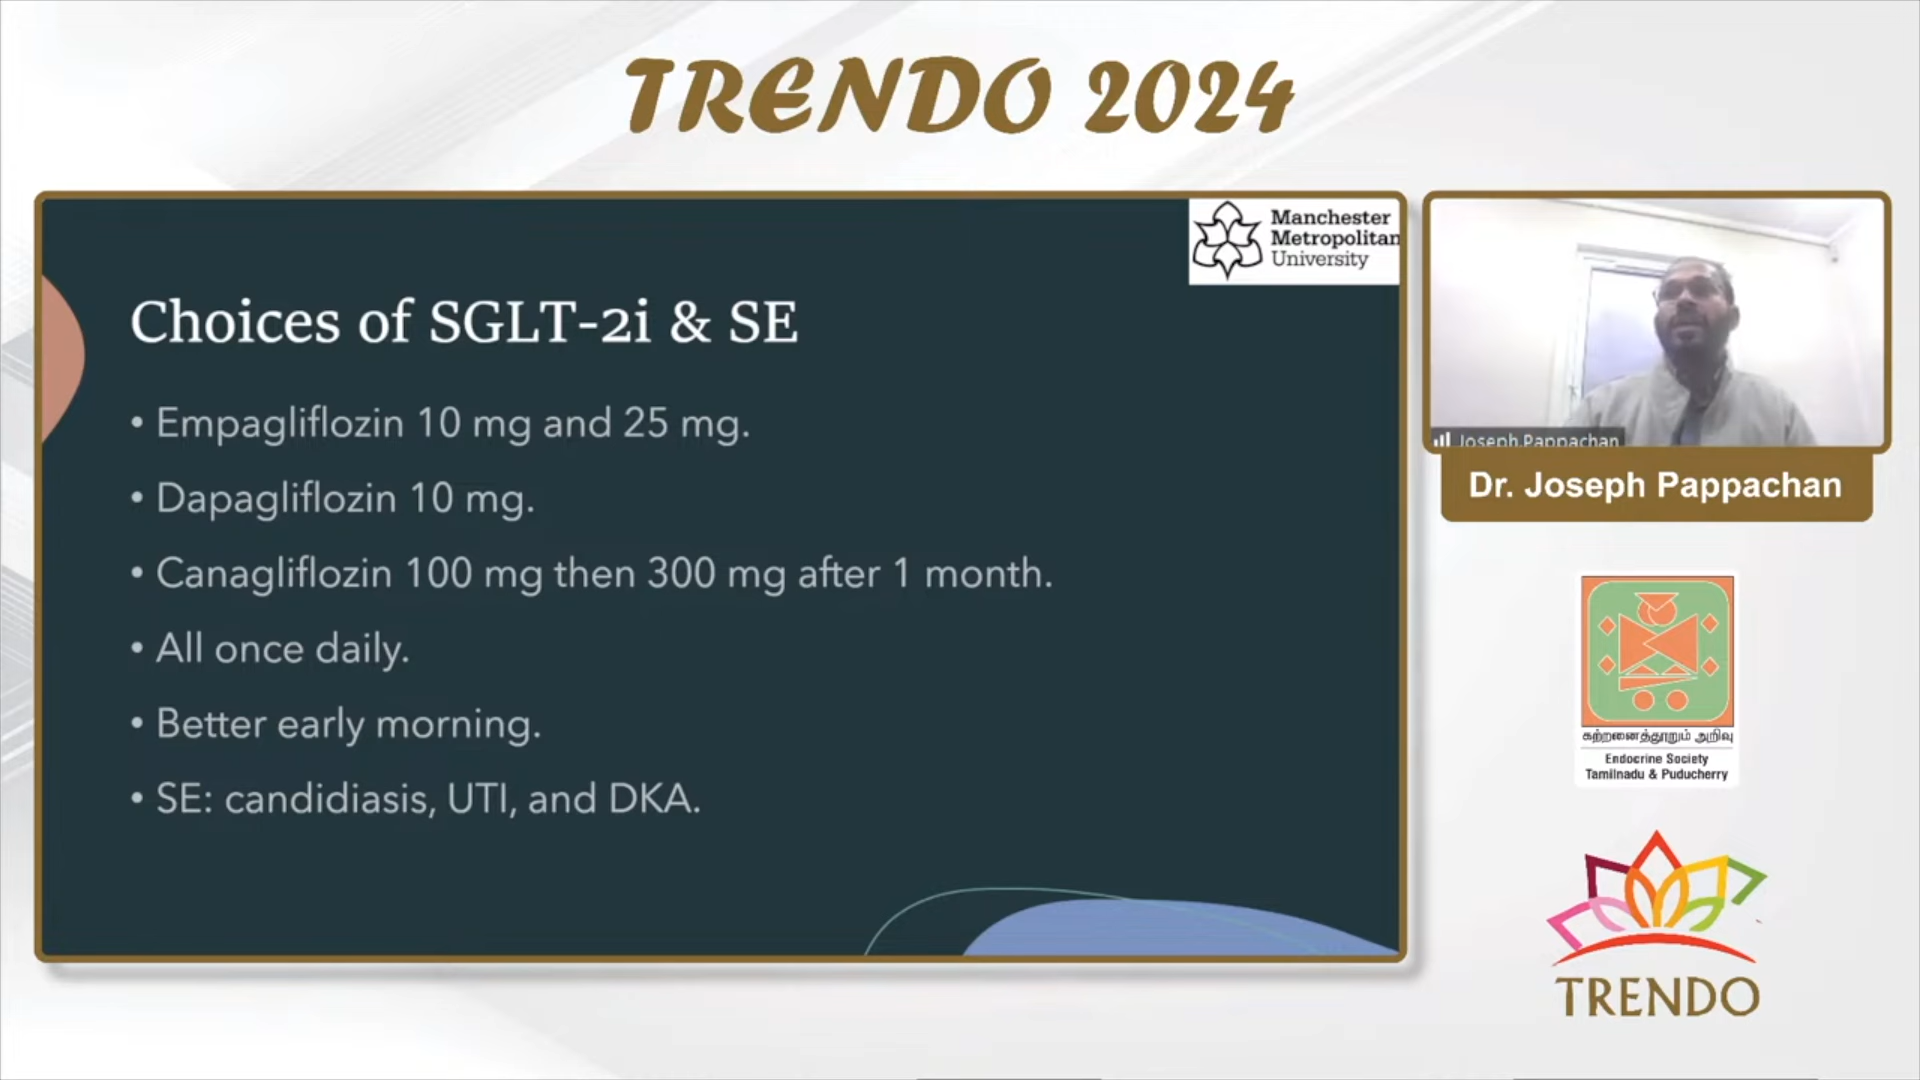 TRENDO 2024
Manchester
Metropolitan
University
Choices of SGLT-2i & SE
• Empagliflozin 10 mg and 25 mg.
• Dapagliflozin 10 mg.
• Canagliflozin 100 mg then 300 mg after 1 month.
• All once daily.
• Better early morning.
• SE: candidiasis, UTI, and DKA.
Joseph Pappachan
Dr. Joseph Pappachan
கற்றனைத்தூறும் அறிவு
Endocrine Society
Tamilnadu & Puducherry
TRENDO